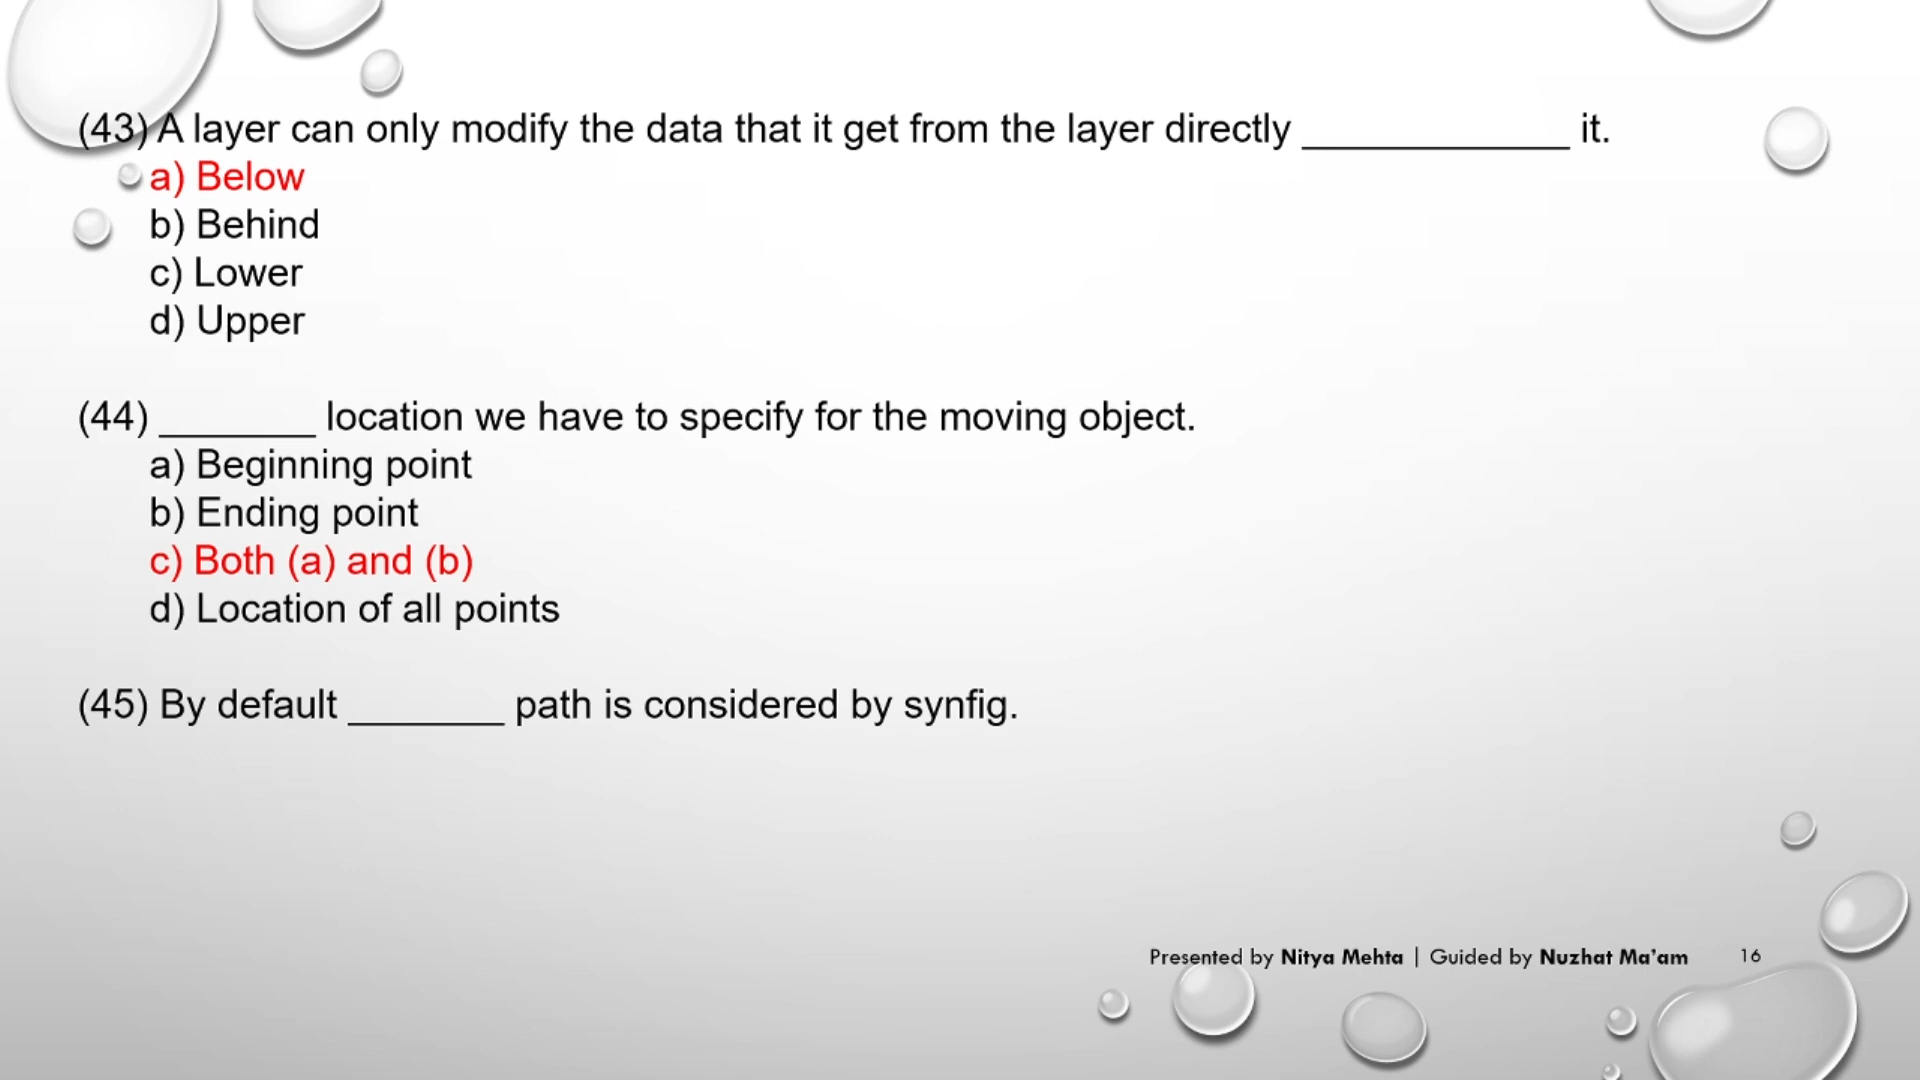 (43) A layer can only modify the data that it get from the layer directly ____________ it.
a) Below
b) Behind
c) Lower
d) Upper
(44) _______ location we have to specify for the moving object.
a) Beginning point
b) Ending point
c) Both (a) and (b)
d) Location of all points
(45) By default _______ path is considered by synfig.
Presented by Nitya Mehta | Guided by Nuzhat Ma’am 16